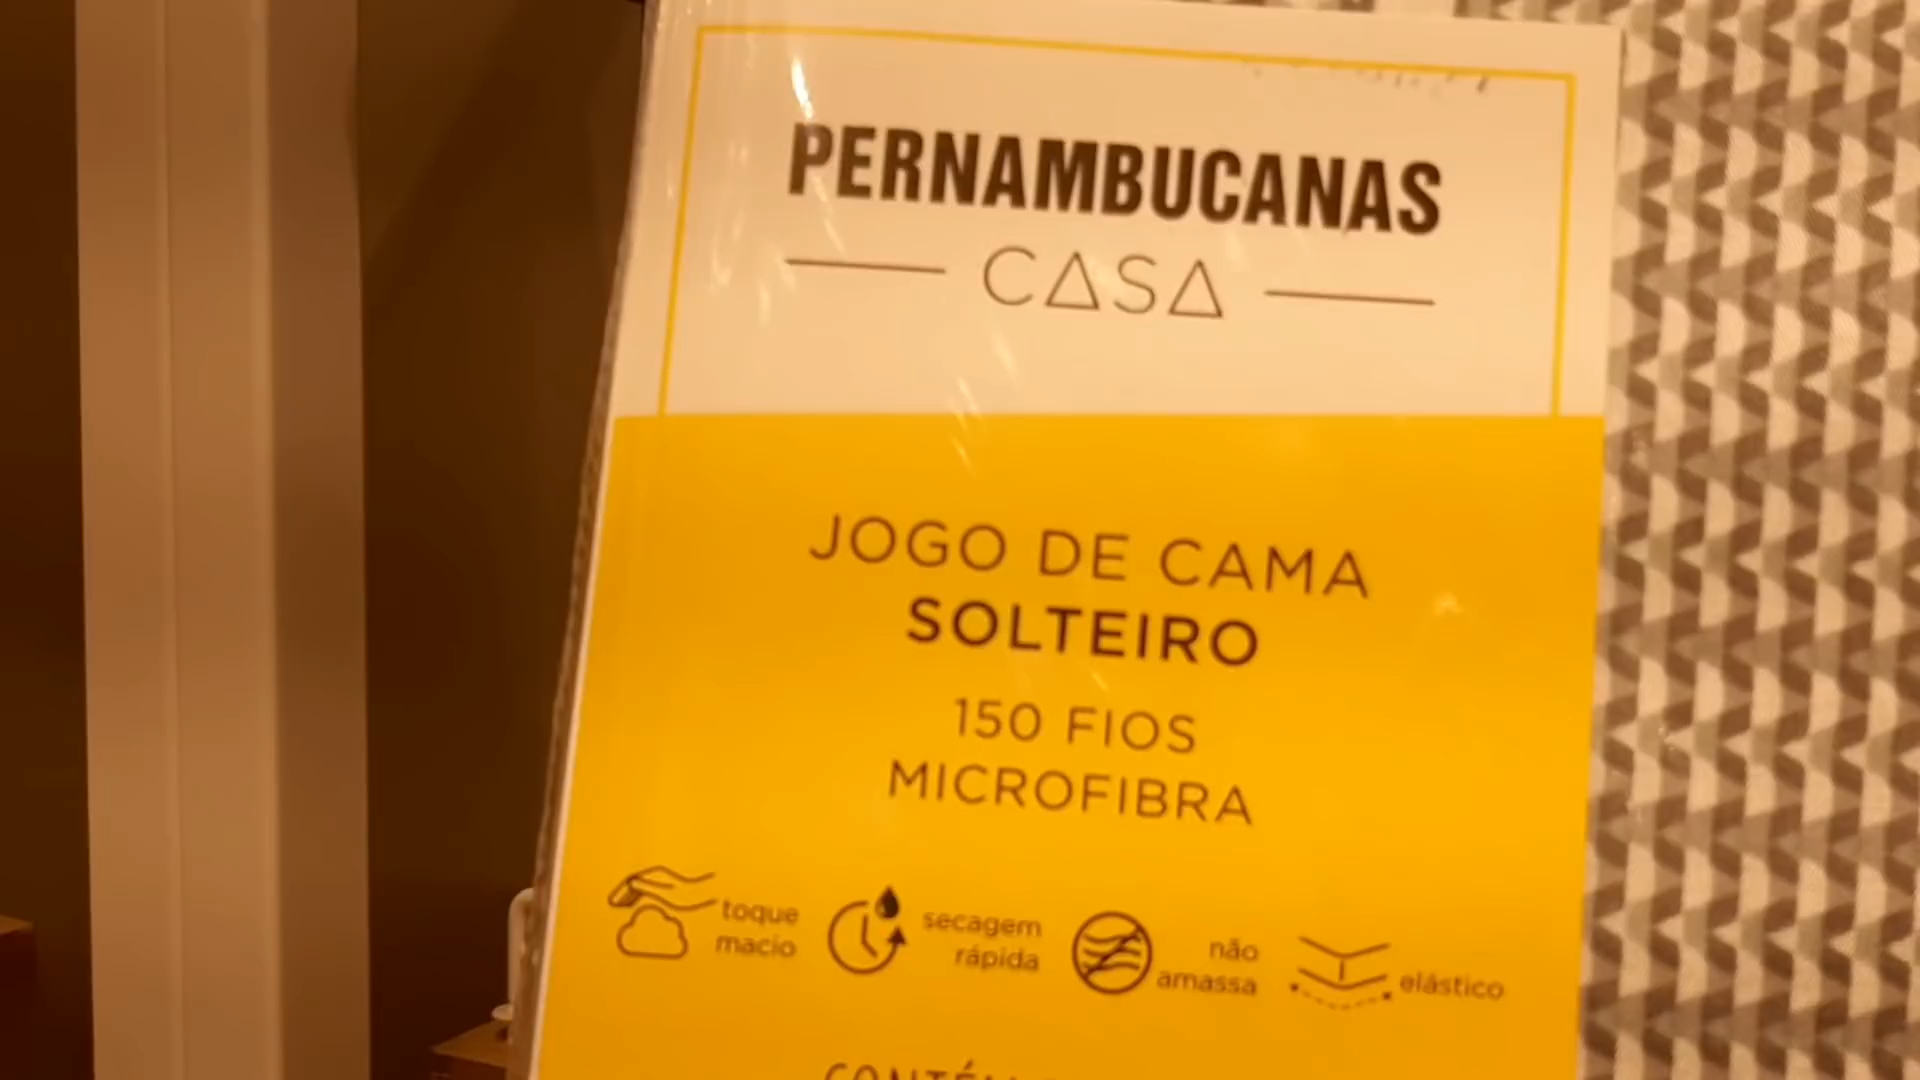 PERNAMBUCANAS
CASA
JOGO DE CAMA
SOLTEIRO
150 FIOS
MICROFIBRA
toque macio
secagem rápida
não amassa
elástico